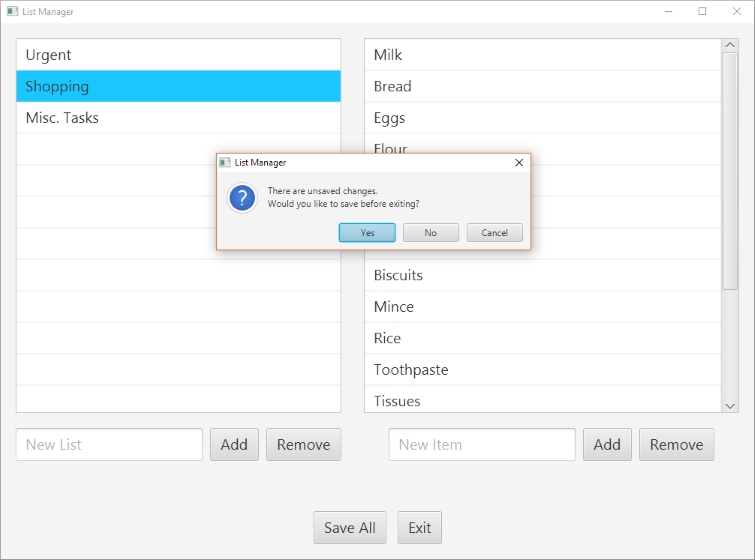 List Manager
Urgent
Shopping
Misc. Tasks
Milk
Bread
Eggs
Flour
List Manager
There are unsaved changes.
Would you like to save before exiting?
Yes
No
Cancel
Biscuits
Mince
Rice
Toothpaste
Tissues
New List
Add
Remove
New Item
Add
Remove
Save All
Exit